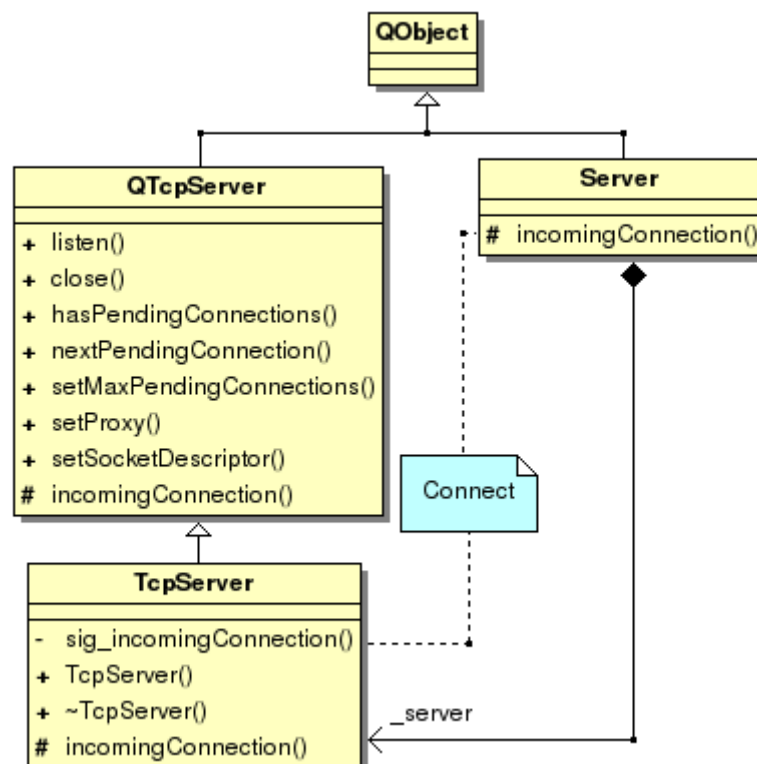 QObject
QTcpServer
+ listen()
+ close()
+ hasPendingConnections()
+ nextPendingConnection()
+ setMaxPendingConnections()
+ setProxy()
+ setSocketDescriptor()
# incomingConnection()
Server
# incomingConnection()
Connect
TcpServer
- sig_incomingConnection()
+ TcpServer()
+ ~TcpServer()
# incomingConnection()
_server